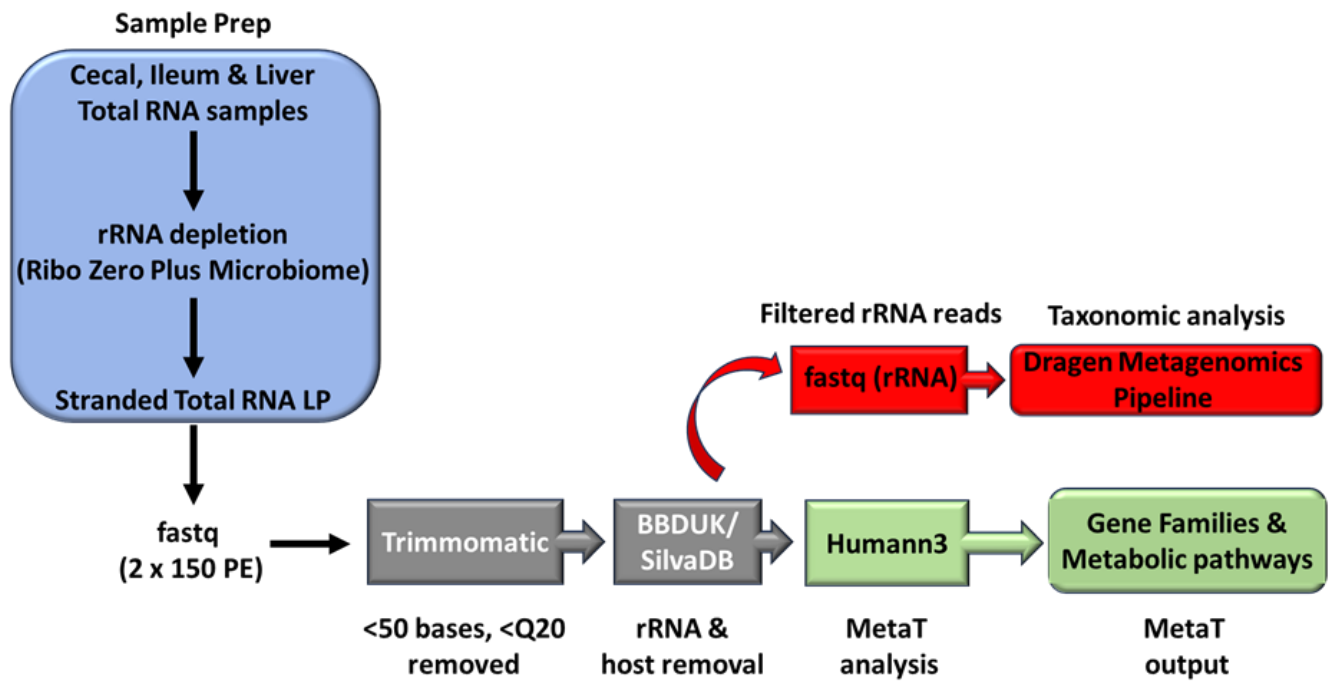 Sample Prep
Cecal, Ileum & Liver
Total RNA samples
rRNA depletion
(Ribo Zero Plus Microbiome)
Stranded Total RNA LP
fastq
(2 x 150 PE)
Trimmomatic
<50 bases, <Q20
removed
BBDUK/
SilvaDB
rRNA &
host removal
Filtered rRNA reads
fastq (rRNA)
Taxonomic analysis
Dragen Metagenomics
Pipeline
Humann3
MetaT
analysis
Gene Families &
Metabolic pathways
MetaT
output